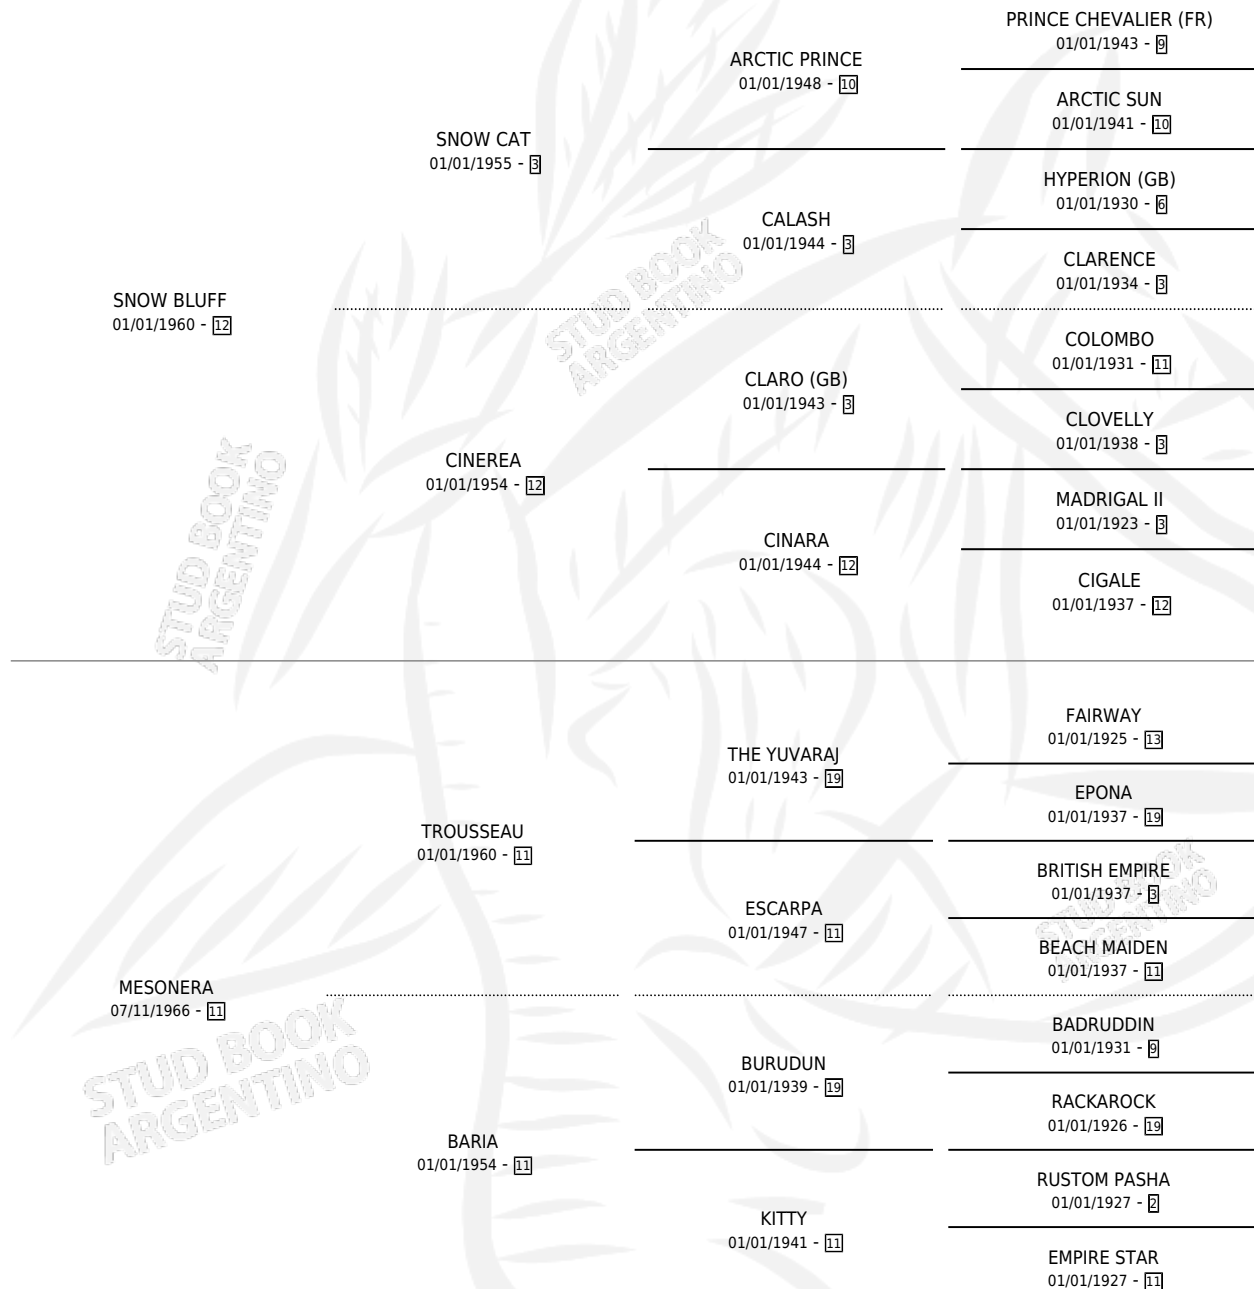 PRINCE CHEVALIER (FR)
01/01/1943 - 9
ARCTIC PRINCE
01/01/1948 - 10
ARCTIC SUN
01/01/1941 - 10
SNOW CAT
01/01/1955 - 3
HYPERION (GB)
01/01/1930 - 6
CALASH
01/01/1944 - 3
CLARENCE
01/01/1934 - 3
SNOW BLUFF
01/01/1960 - 12
STUD BOOK
ARGENTINO
COLOMBO
01/01/1931 - 11
CLARO (GB)
01/01/1943 - 3
CLOVELLY
01/01/1938 - 3
CINEREA
01/01/1954 - 12
MADRIGAL II
01/01/1923 - 3
CINARA
01/01/1944 - 12
CIGALE
01/01/1937 - 12
STUD BOOK
ARGENTINO
FAIRWAY
01/01/1925 - 13
THE YUVARAJ
01/01/1943 - 19
EPONA
01/01/1937 - 19
TROUSSEAU
01/01/1960 - 11
BRITISH EMPIRE
01/01/1937 - 3
ESCARPA
01/01/1947 - 11
BEACH MAIDEN
01/01/1937 - 11
STUD BOOK
ARGENTINO
MESONERA
07/11/1966 - 11
STUD BOOK
ARGENTINO
BADRUDDIN
01/01/1931 - 9
BURUDUN
01/01/1939 - 19
RACKAROCK
01/01/1926 - 19
BARIA
01/01/1954 - 11
RUSTOM PASHA
01/01/1927 - 2
KITTY
01/01/1941 - 11
EMPIRE STAR
01/01/1927 - 11